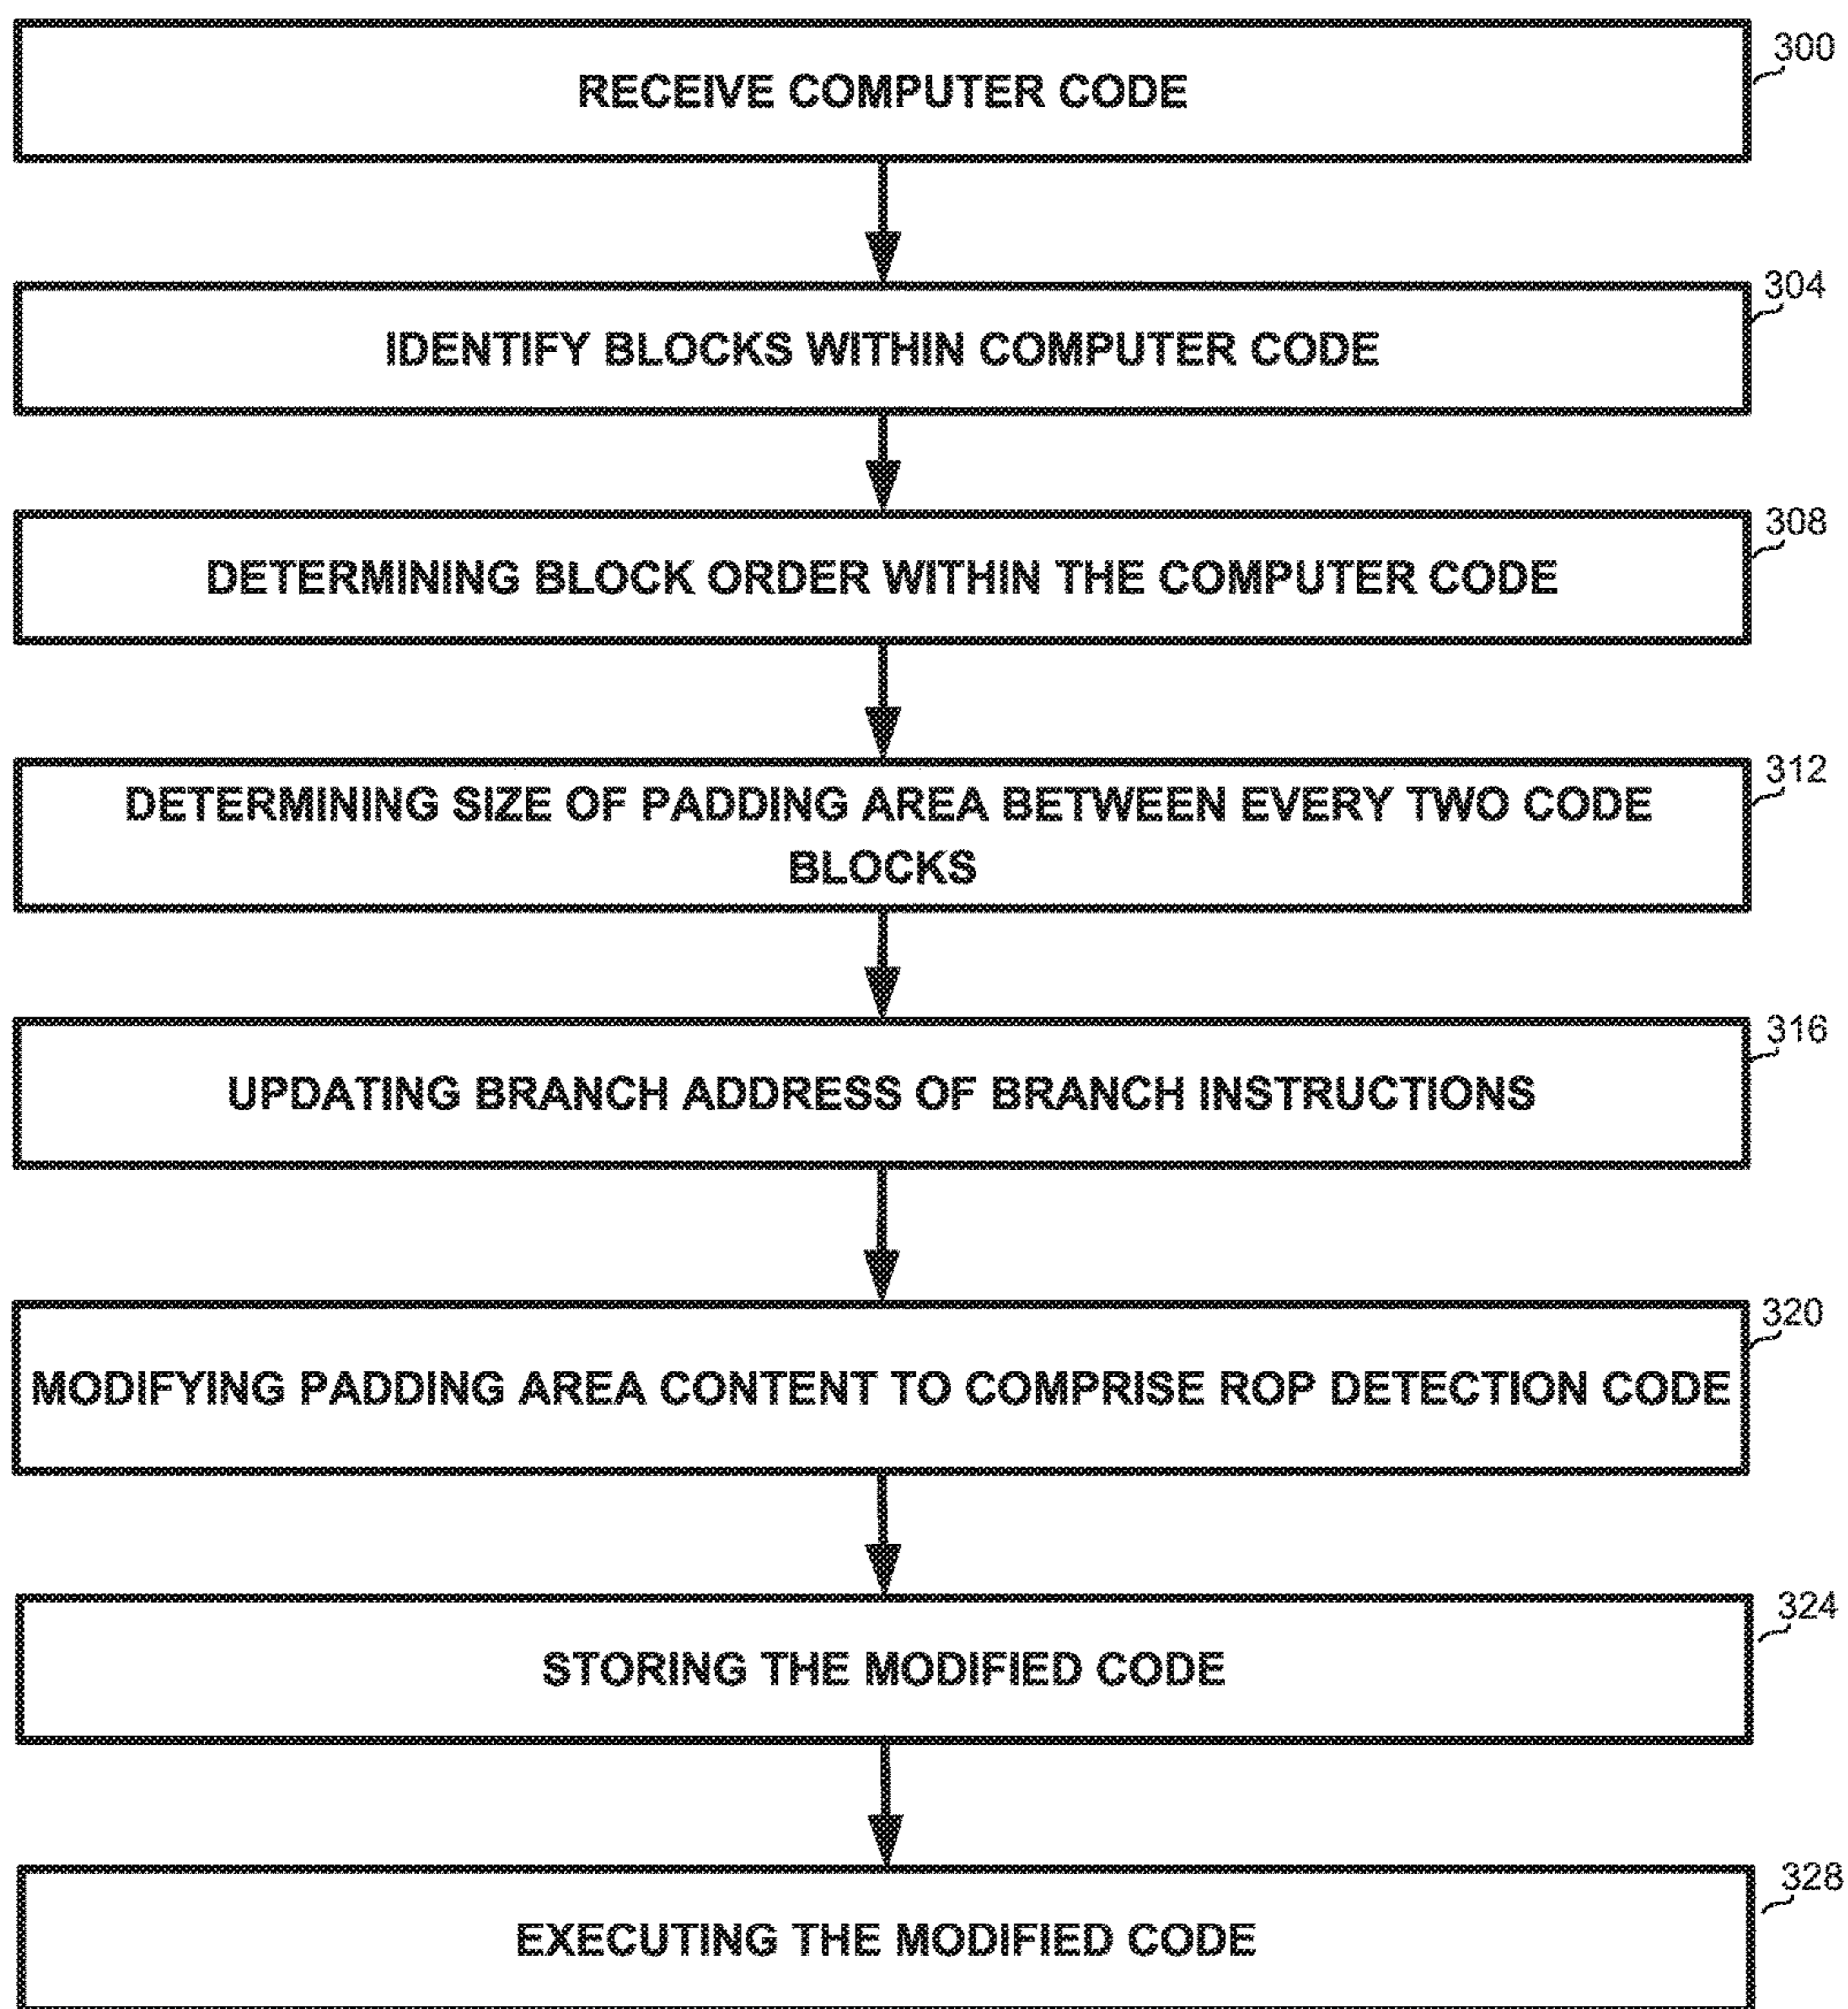 300
RECEIVE COMPUTER CODE
304
IDENTIFY BLOCKS WITHIN COMPUTER CODE
308
DETERMINING BLOCK ORDER WITHIN THE COMPUTER CODE
312
DETERMINING SIZE OF PADDING AREA BETWEEN EVERY TWO CODE
BLOCKS
316
UPDATING BRANCH ADDRESS OF BRANCH INSTRUCTIONS
320
MODIFYING PADDING AREA CONTENT TO COMPRISE ROP DETECTION CODE
324
STORING THE MODIFIED CODE
328
EXECUTING THE MODIFIED CODE